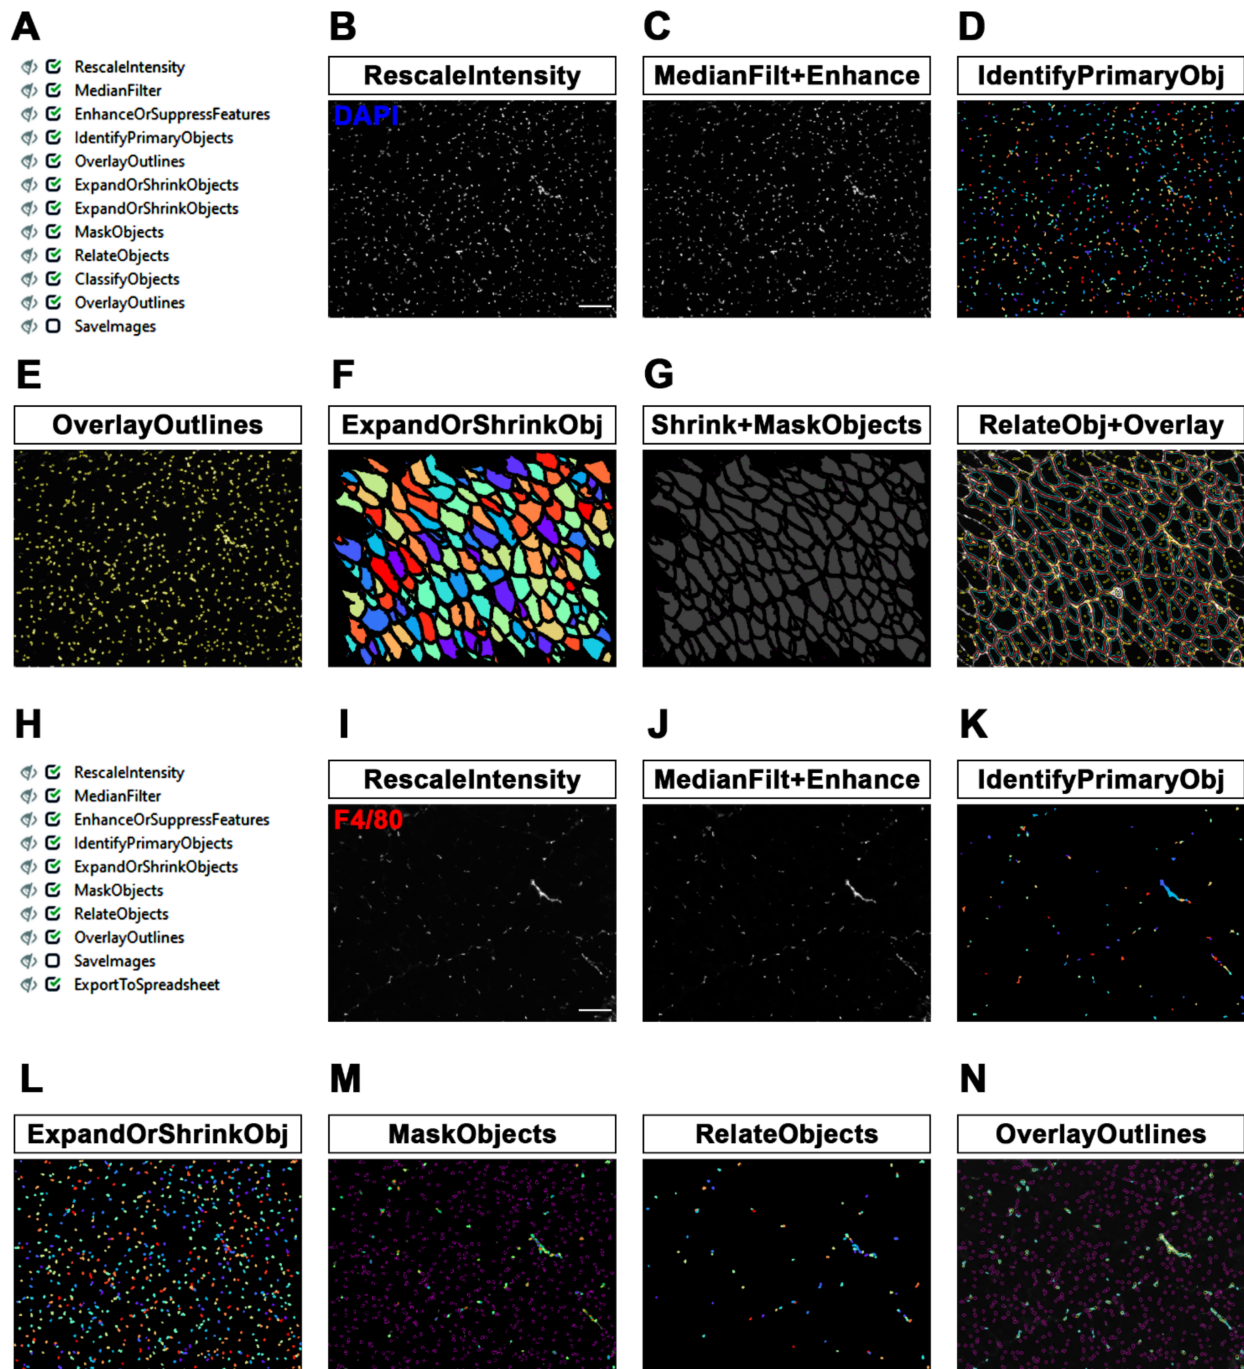 A
RescaleIntensity
MedianFilter
EnhanceOrSuppressFeatures
IdentifyPrimaryObjects
OverlayOutlines
ExpandOrShrinkObjects
ExpandOrShrinkObjects
MaskObjects
RelateObjects
ClassifyObjects
OverlayOutlines
SaveImages
B
RescaleIntensity
DAPI
C
MedianFilt+Enhance
D
IdentifyPrimaryObj
E
OverlayOutlines
F
ExpandOrShrinkObj
G
Shrink+MaskObjects
RelateObj+Overlay
H
RescaleIntensity
MedianFilter
EnhanceOrSuppressFeatures
IdentifyPrimaryObjects
ExpandOrShrinkObjects
MaskObjects
RelateObjects
OverlayOutlines
SaveImages
ExportToSpreadsheet
I
RescaleIntensity
F4/80
J
MedianFilt+Enhance
K
IdentifyPrimaryObj
L
ExpandOrShrinkObj
M
MaskObjects
RelateObjects
N
OverlayOutlines